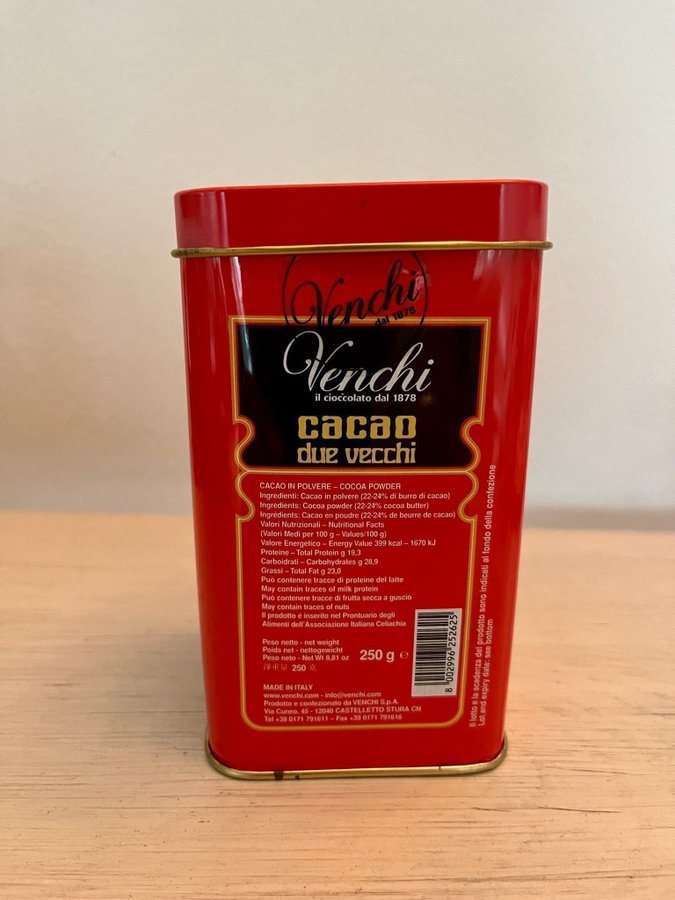 Venchi
dal 1878
Venchi
il cioccolato dal 1878
cacao
due vecchi
CACAO IN POLVERE – COCOA POWDER
Ingredienti: Cacao in polvere (22-24% di burro di cacao)
Ingredients: Cocoa powder (22-24% cocoa butter)
Ingrédients: Cacao en poudre (22-24% de beurre de cacao)
Valori Nutrizionali – Nutritional Facts
(Valori Medi per 100 g – Values/100 g)
Valore Energetico – Energy Value 399 kcal – 1670 kJ
Proteine – Total Protein g 19,3
Carboidrati – Carbohydrates g 28,9
Grassi – Total Fat g 23,0
Può contenere tracce di proteine del latte
May contain traces of milk protein
Può contenere tracce di frutta secca a guscio
May contain traces of nuts
Il prodotto è inserito nel Prontuario degli
Alimenti dell'Associazione Italiana Celiachia
Peso netto - net weight
Poids net - nettogewicht
Peso neto - Net Wt 8,81 oz
淨重量 250 克
250 g ℮
8 002996 252625
MADE IN ITALY
www.venchi.com - info@venchi.com
Prodotto e confezionato da VENCHI S.p.A.
Via Cuneo, 45 - 12040 CASTELLETTO STURA CN
Tel +39 0171 791611 – Fax +39 0171 791616
Il lotto e la scadenza del prodotto sono indicati al fondo della confezione
Lot and expiry date: see bottom